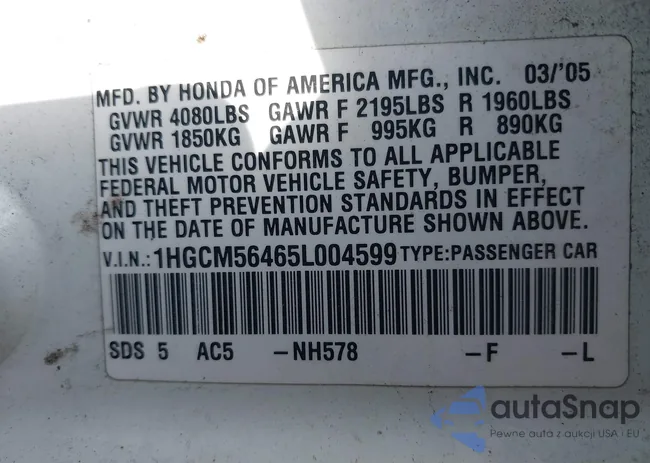 MFD. BY HONDA OF AMERICA MFG., INC. 03/'05
GVWR 4080LBS GAWR F 2195LBS R 1960LBS
GVWR 1850KG GAWR F 995KG R 890KG
THIS VEHICLE CONFORMS TO ALL APPLICABLE
FEDERAL MOTOR VEHICLE SAFETY, BUMPER,
AND THEFT PREVENTION STANDARDS IN EFFECT
ON THE DATE OF MANUFACTURE SHOWN ABOVE.
V.I.N.: 1HGCM56465L004599 TYPE:PASSENGER CAR
SDS 5 AC5 -NH578 -F -L
autaSnap
Pewne auta z aukcji USA i EU